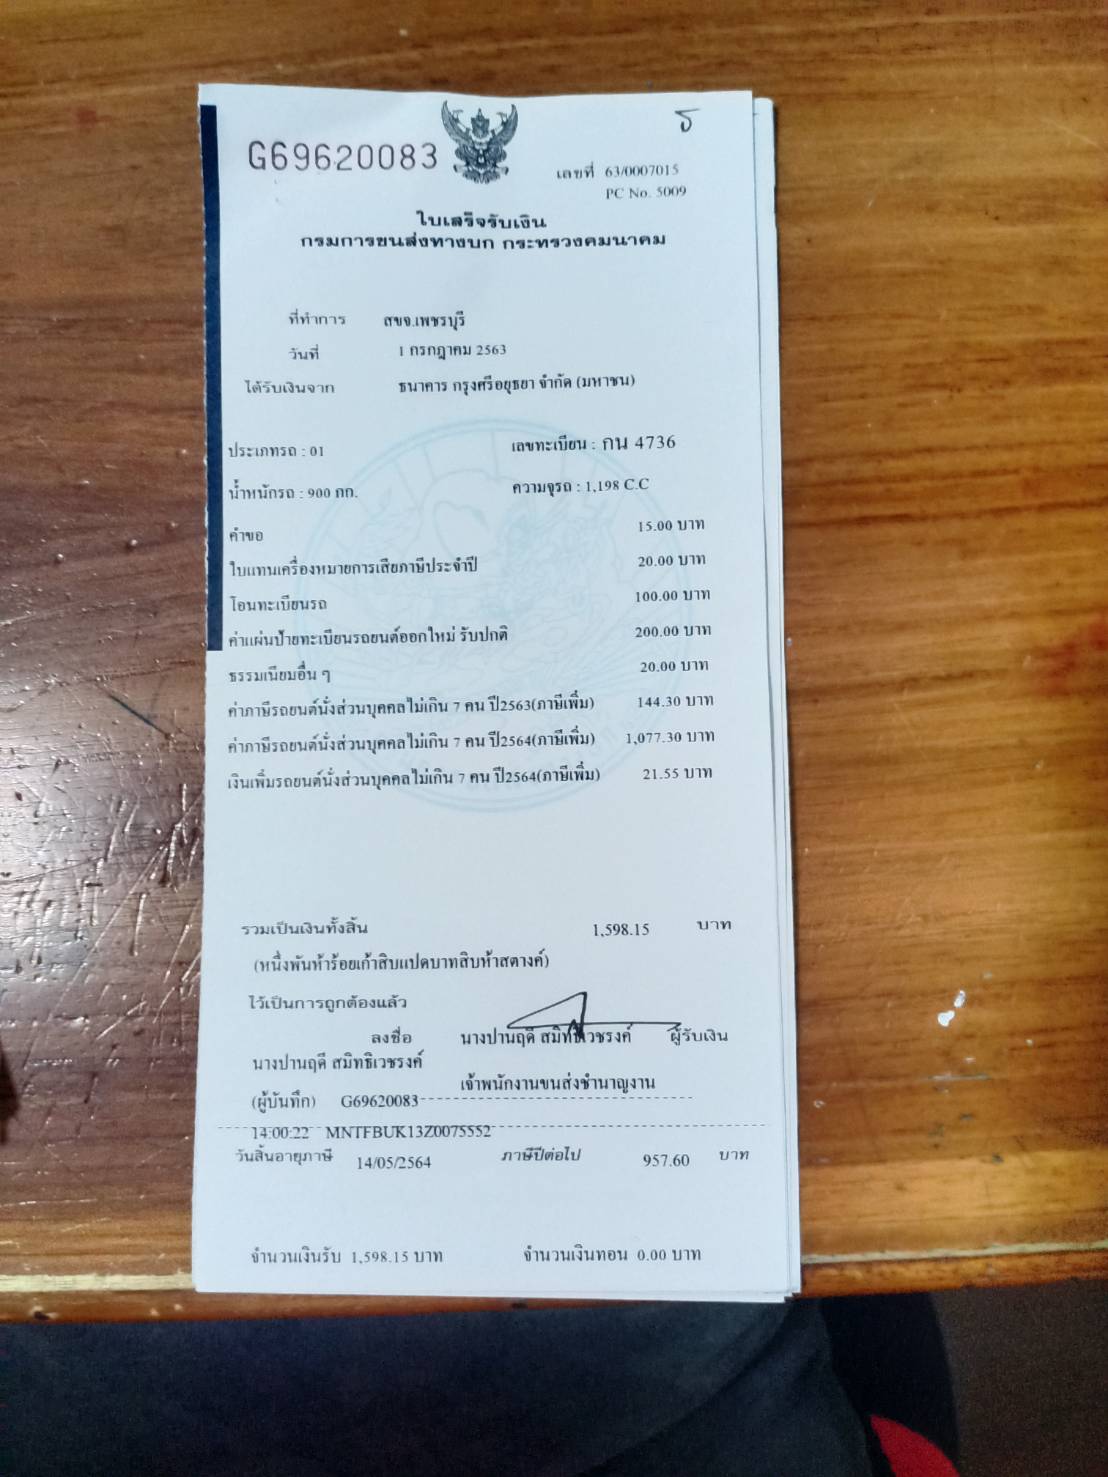 G69620083
เลขที่ 63/0007015
PC No. 5009
ใบเสร็จรับเงิน
กรมการขนส่งทางบก กระทรวงคมนาคม
ที่ทำการ สขจ.เพชรบุรี
วันที่ 1 กรกฎาคม 2563
ได้รับเงินจาก ธนาคาร กรุงศรีอยุธยา จำกัด (มหาชน)
ประเภทรถ : 01 เลขทะเบียน : กน 4736
น้ำหนักรถ : 900 กก. ความจุรถ : 1,198 C.C
คำขอ 15.00 บาท
ใบแทนเครื่องหมายการเสียภาษีประจำปี 20.00 บาท
โอนทะเบียนรถ 100.00 บาท
ค่าแผ่นป้ายทะเบียนรถยนต์ออกใหม่ รับปกติ 200.00 บาท
ธรรมเนียมอื่น ๆ 20.00 บาท
ค่าภาษีรถยนต์นั่งส่วนบุคคลไม่เกิน 7 คน ปี2563(ภาษีเพิ่ม) 144.30 บาท
ค่าภาษีรถยนต์นั่งส่วนบุคคลไม่เกิน 7 คน ปี2564(ภาษีเพิ่ม) 1,077.30 บาท
เงินเพิ่มรถยนต์นั่งส่วนบุคคลไม่เกิน 7 คน ปี2564(ภาษีเพิ่ม) 21.55 บาท
รวมเป็นเงินทั้งสิ้น 1,598.15 บาท
(หนึ่งพันห้าร้อยเก้าสิบแปดบาทสิบห้าสตางค์)
ไว้เป็นการถูกต้องแล้ว
ลงชื่อ นางปานฤดี สมิทธิเวชรงค์ ผู้รับเงิน
นางปานฤดี สมิทธิเวชรงค์
เจ้าพนักงานขนส่งชำนาญงาน
(ผู้บันทึก) G69620083
14:00:22 MNTFBUK13Z0075552
วันสิ้นอายุภาษี 14/05/2564 ภาษีปีต่อไป 957.60 บาท
จำนวนเงินรับ 1,598.15 บาท จำนวนเงินทอน 0.00 บาท